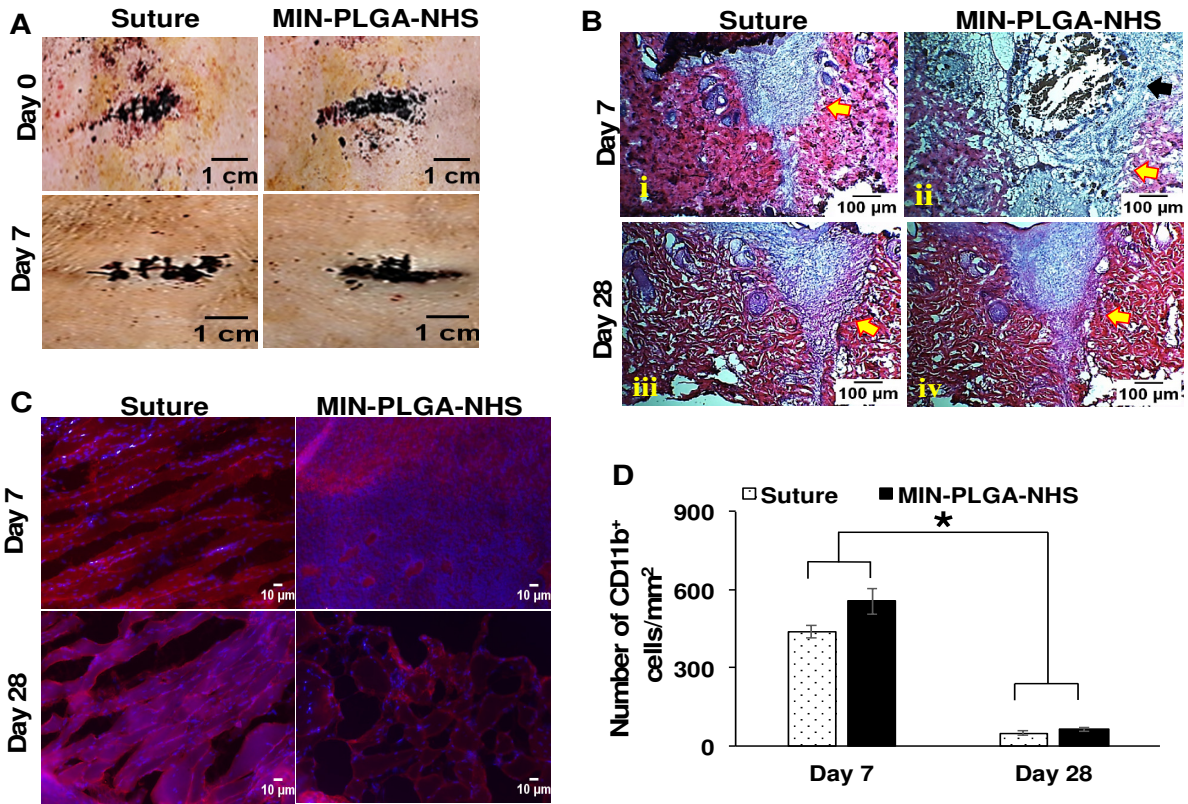 A
Suture
MIN-PLGA-NHS
Day 0
1 cm
1 cm
Day 7
1 cm
1 cm
B
Suture
MIN-PLGA-NHS
Day 7
i
100 µm
ii
100 µm
Day 28
iii
100 µm
iv
100 µm
C
Suture
MIN-PLGA-NHS
Day 7
10 µm
10 µm
Day 28
10 µm
10 µm
D
Suture
MIN-PLGA-NHS
Number of CD11b⁺
cells/mm²
900
600
300
0
*
Day 7
Day 28